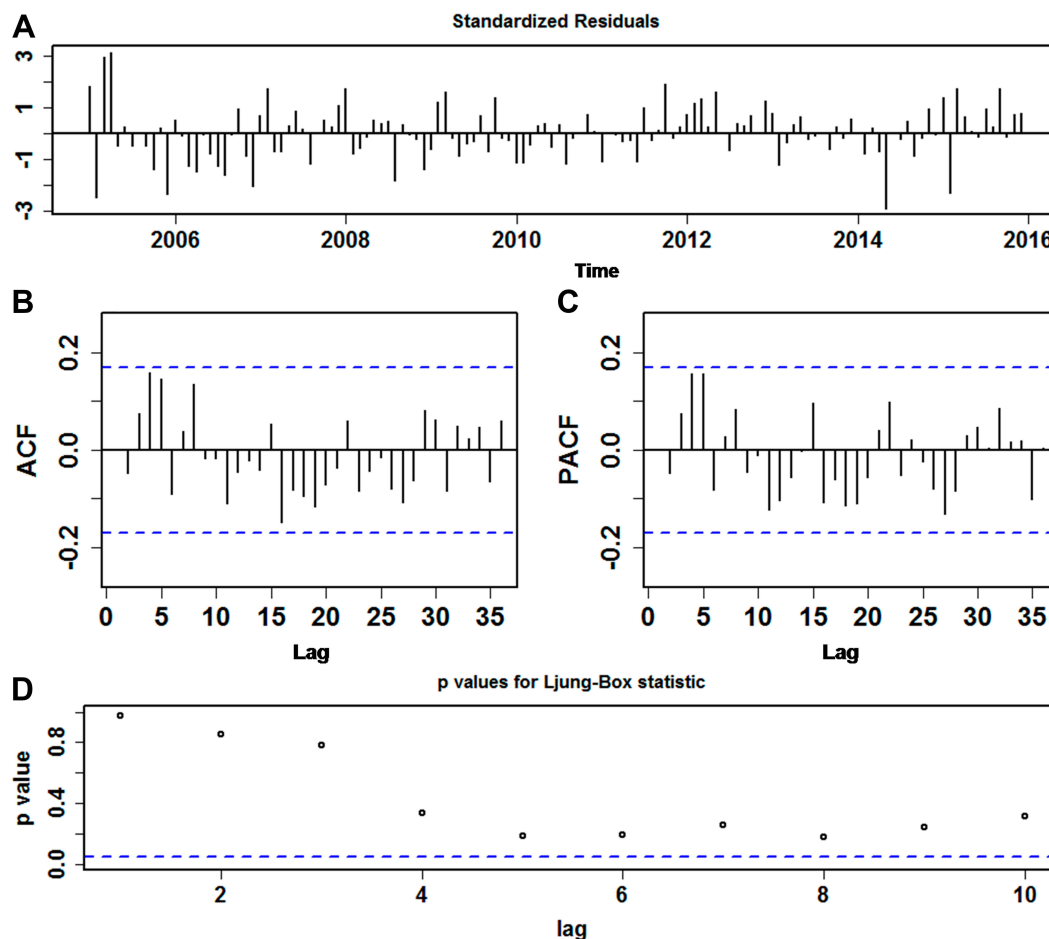 A
Standardized Residuals
3
1
-1
-3
2006 2008 2010 2012 2014 2016
Time
B
C
0.2
0.0
-0.2
ACF
0 5 10 15 20 25 30 35
Lag
0.2
0.0
-0.2
PACF
0 5 10 15 20 25 30 35
Lag
D
p values for Ljung-Box statistic
0.8
0.4
0.0
p value
2 4 6 8 10
lag